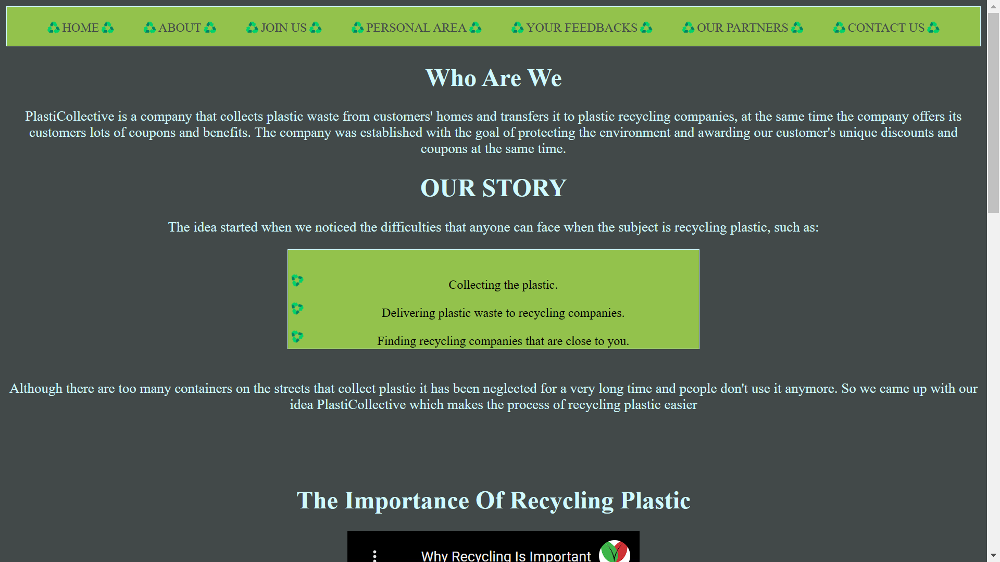 HOME ABOUT JOIN US PERSONAL AREA YOUR FEEDBACKS OUR PARTNERS CONTACT US
Who Are We
PlastiCollective is a company that collects plastic waste from customers' homes and transfers it to plastic recycling companies, at the same time the company offers its
customers lots of coupons and benefits. The company was established with the goal of protecting the environment and awarding our customer's unique discounts and
coupons at the same time.
OUR STORY
The idea started when we noticed the difficulties that anyone can face when the subject is recycling plastic, such as:
Collecting the plastic.
Delivering plastic waste to recycling companies.
Finding recycling companies that are close to you.
Although there are too many containers on the streets that collect plastic it has been neglected for a very long time and people don't use it anymore. So we came up with our
idea PlastiCollective which makes the process of recycling plastic easier
The Importance Of Recycling Plastic
Why Recycling Is Important